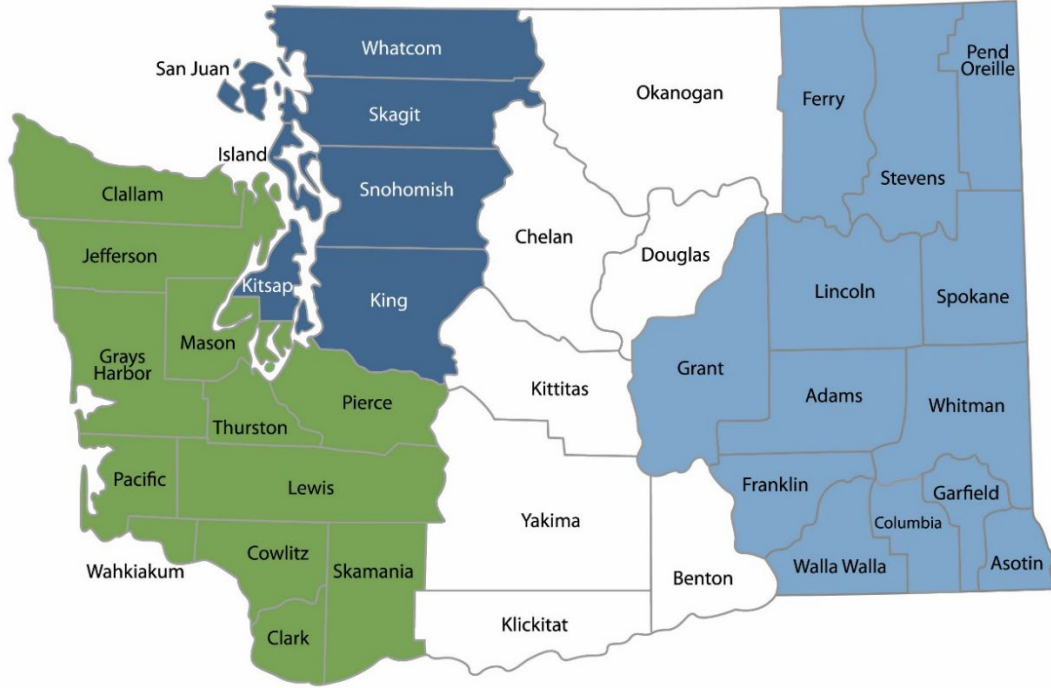 Whatcom
San Juan
Pend
Oreille
Okanogan
Ferry
Skagit
Island
Stevens
Snohomish
Clallam
Chelan
Jefferson
Douglas
Kitsap
Lincoln
Spokane
King
Mason
Grays
Harbor
Grant
Kittitas
Adams
Pierce
Whitman
Thurston
Pacific
Lewis
Franklin
Garfield
Yakima
Columbia
Cowlitz
Wahkiakum
Skamania
Benton
Walla Walla
Asotin
Klickitat
Clark